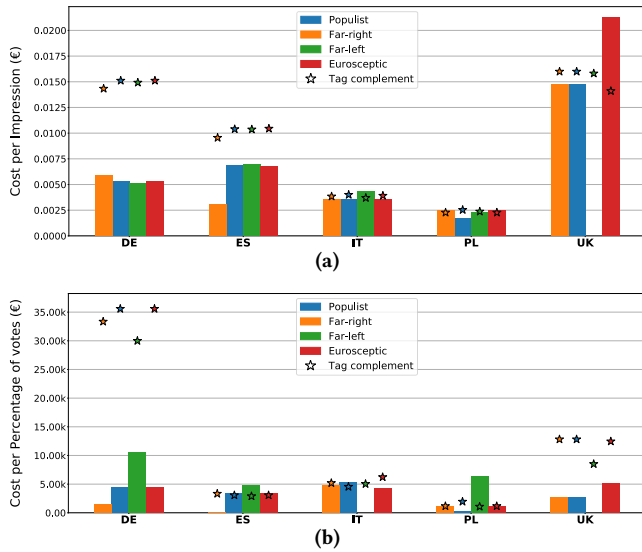 Cost per Impression (€)
0.0200
0.0175
0.0150
0.0125
0.0100
0.0075
0.0050
0.0025
0.0000
Populist
Far-right
Far-left
Eurosceptic
Tag complement
DE ES IT PL UK
(a)
Cost per Percentage of votes (€)
35.00k
30.00k
25.00k
20.00k
15.00k
10.00k
5.00k
0.00
Populist
Far-right
Far-left
Eurosceptic
Tag complement
DE ES IT PL UK
(b)